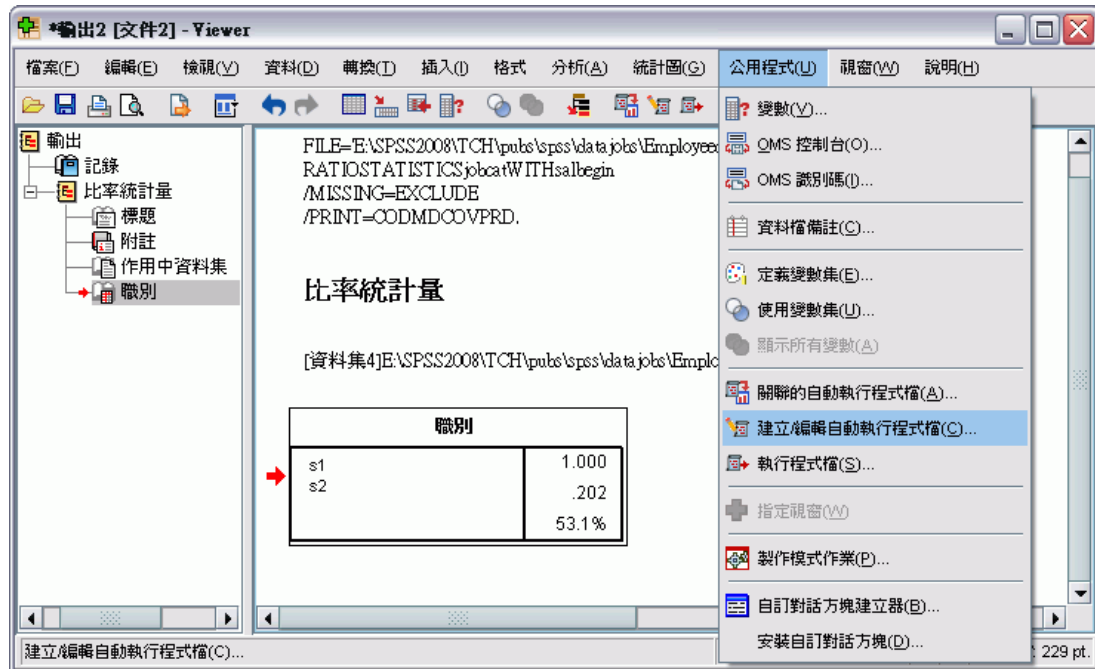 *輸出2 [文件2] - Viewer
檔案(F) 編輯(E) 檢視(V) 資料(D) 轉換(T) 插入(I) 格式 分析(A) 統計圖(G) 公用程式(U) 視窗(W) 說明(H)
輸出
記錄
比率統計量
標題
附註
作用中資料集
職別
FILE='E:\SPSS2008\TCH\pubs\spss\datajobs\Employee
RATIOSTATISTICSjobcatWITHsalbegin
/MISSING=EXCLUDE
/PRINT=CODMDCOVPRD.
比率統計量
[資料集4]E:\SPSS2008\TCH\pubs\spss\datajobs\Emplo
職別
s1 1.000
s2 .202
53.1%
變數(V)...
OMS 控制台(O)...
OMS 識別碼(I)...
資料檔備註(C)...
定義變數集(E)...
使用變數集(U)...
顯示所有變數(A)
關聯的自動執行程式檔(A)...
建立/編輯自動執行程式檔(C)...
執行程式檔(S)...
指定視窗(W)
製作模式作業(P)...
自訂對話方塊建立器(B)...
安裝自訂對話方塊(D)...
建立/編輯自動執行程式檔(C)...
: 229 pt.